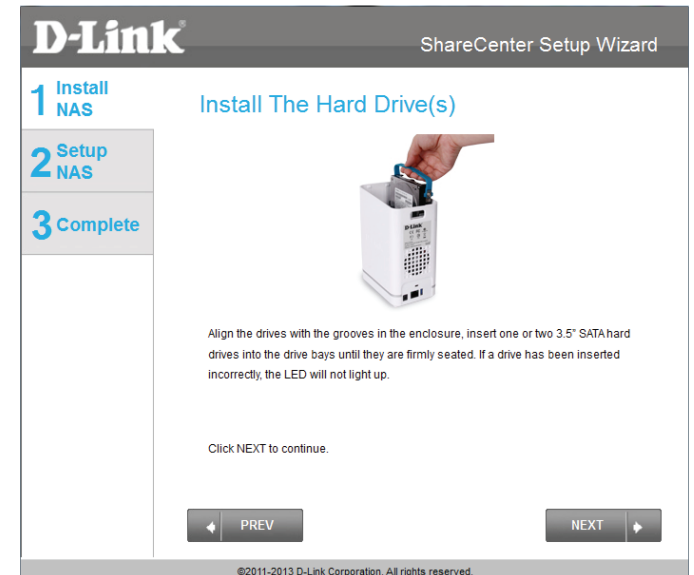 D-Link
ShareCenter Setup Wizard
1 Install
NAS
2 Setup
NAS
3 Complete
Install The Hard Drive(s)
D-Link
Align the drives with the grooves in the enclosure, insert one or two 3.5" SATA hard
drives into the drive bays until they are firmly seated. If a drive has been inserted
incorrectly, the LED will not light up.
Click NEXT to continue.
PREV
NEXT
©2011-2013 D-Link Corporation. All rights reserved.